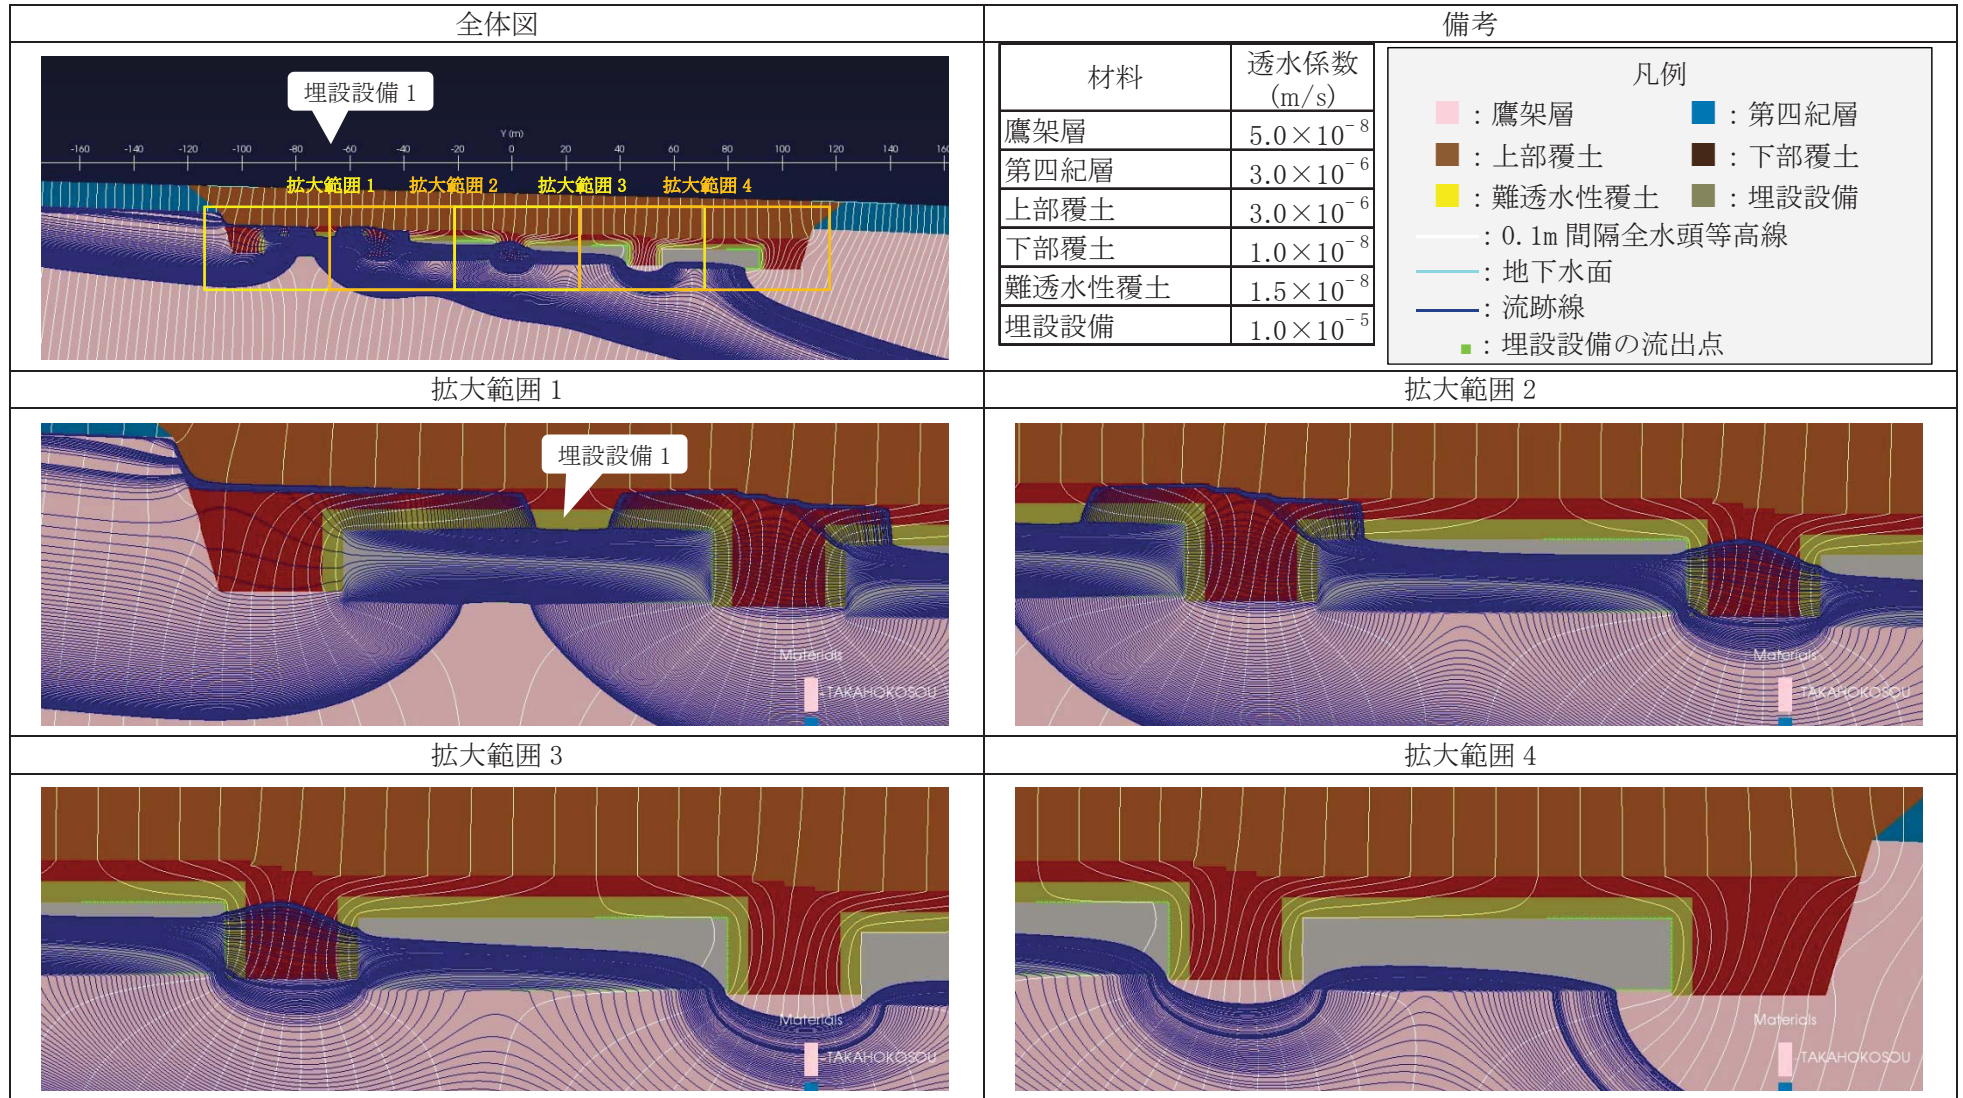 全体図
備考
埋設設備 1
Y (m)
-160 -140 -120 -100 -80 -60 -40 -20 0 20 40 60 80 100 120 140 160
拡大範囲 1 拡大範囲 2 拡大範囲 3 拡大範囲 4
材料 透水係数 (m/s)
鷹架層 5.0×10⁻⁸
第四紀層 3.0×10⁻⁶
上部覆土 3.0×10⁻⁶
下部覆土 1.0×10⁻⁸
難透水性覆土 1.5×10⁻⁸
埋設設備 1.0×10⁻⁵
凡例
:鷹架層 :第四紀層
:上部覆土 :下部覆土
:難透水性覆土 :埋設設備
:0.1m 間隔全水頭等高線
:地下水面
:流跡線
:埋設設備の流出点
拡大範囲 1
拡大範囲 2
埋設設備 1
Materials
TAKAHOKOSOU
Materials
TAKAHOKOSOU
拡大範囲 3
拡大範囲 4
Materials
TAKAHOKOSOU
Materials
TAKAHOKOSOU